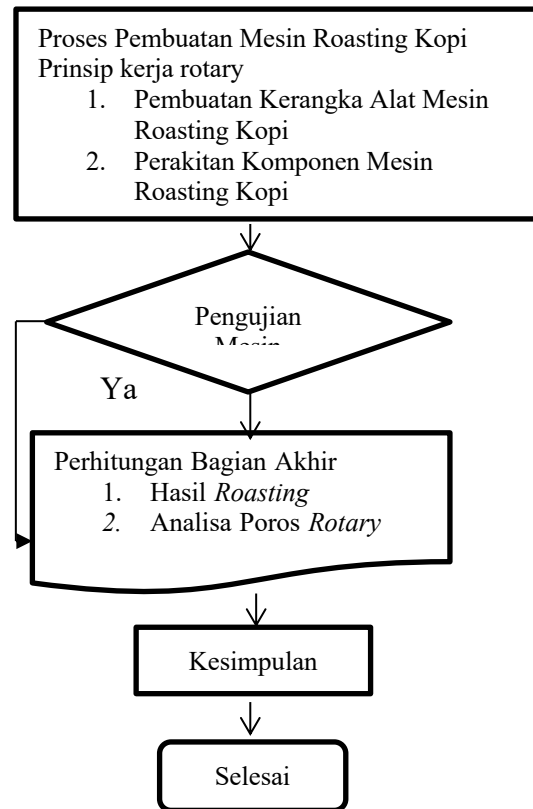 Proses Pembuatan Mesin Roasting Kopi
Prinsip kerja rotary
1. Pembuatan Kerangka Alat Mesin
Roasting Kopi
2. Perakitan Komponen Mesin
Roasting Kopi
Pengujian
Mesin
Ya
Perhitungan Bagian Akhir
1. Hasil Roasting
2. Analisa Poros Rotary
Kesimpulan
Selesai